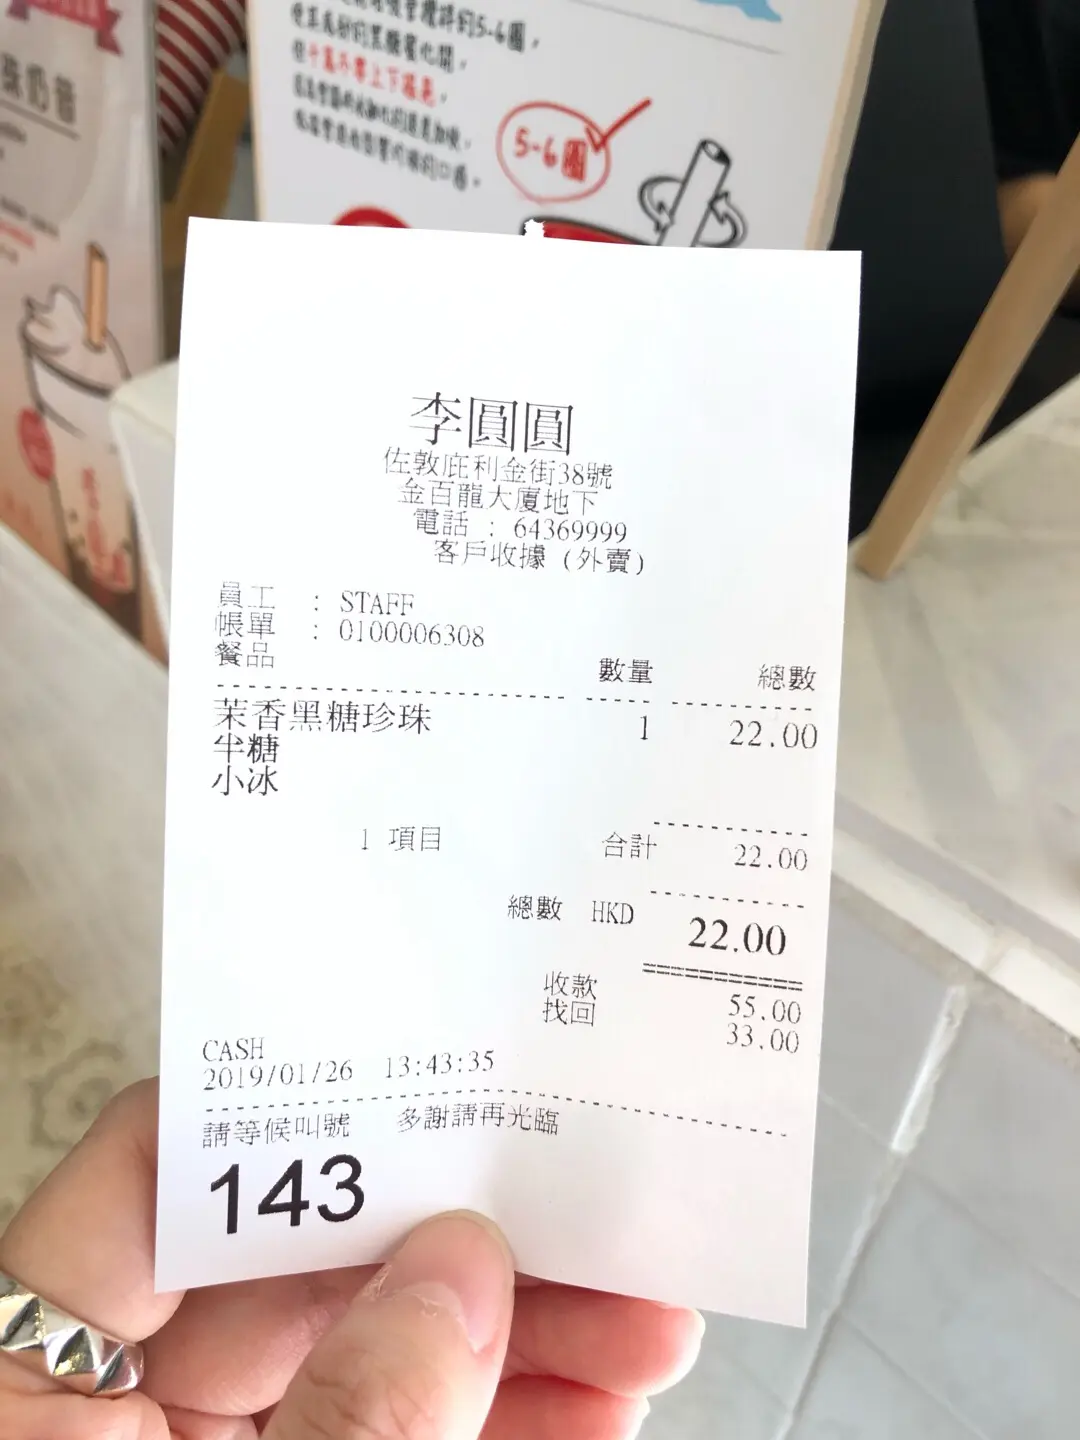 5-6圈
李圓圓
佐敦庇利金街38號
金百龍大廈地下
電話 : 64369999
客戶收據 (外賣)
員工 : STAFF
帳單 : 0100006308
餐品 數量 總數
茉香黑糖珍珠 1 22.00
半糖
小冰
1 項目 合計 22.00
總數 HKD 22.00
收款 55.00
找回 33.00
CASH
2019/01/26 13:43:35
請等候叫號 多謝請再光臨
143